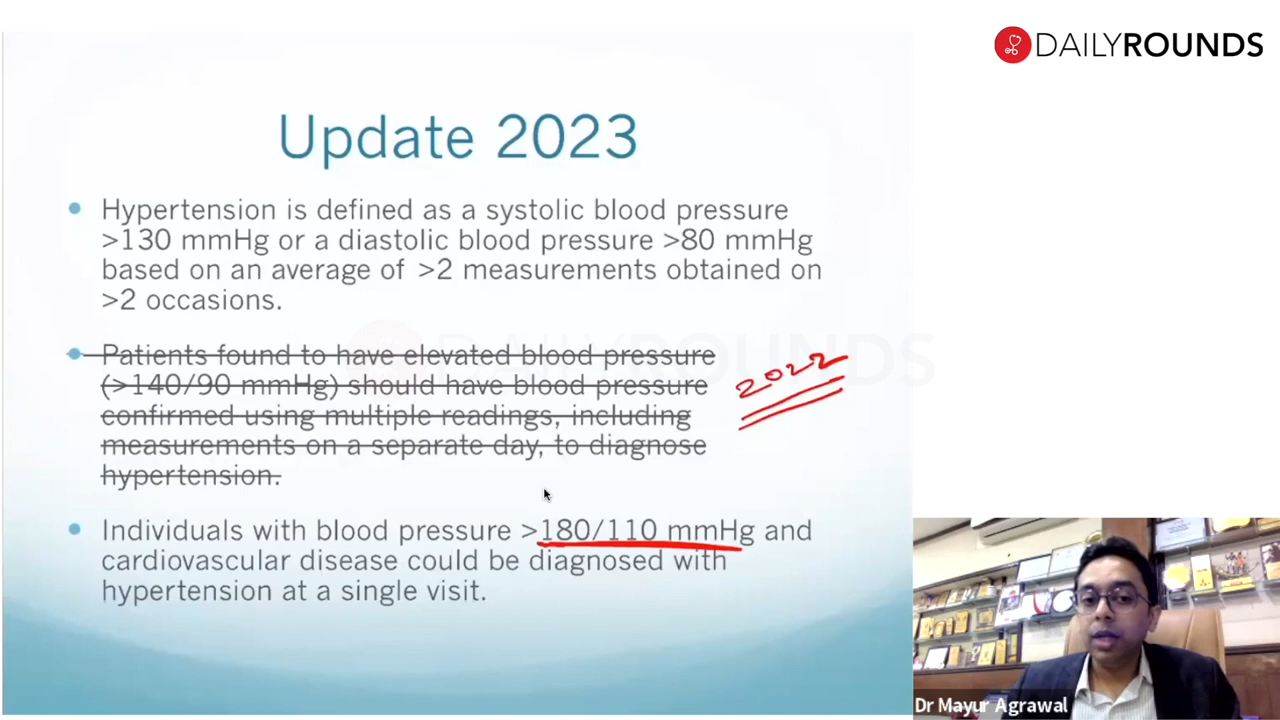 DAILYROUNDS
Update 2023
Hypertension is defined as a systolic blood pressure
>130 mmHg or a diastolic blood pressure >80 mmHg
based on an average of >2 measurements obtained on
>2 occasions.
Patients found to have elevated blood pressure
(>140/90 mmHg) should have blood pressure
confirmed using multiple readings, including
measurements on a separate day, to diagnose
hypertension.
2022
Individuals with blood pressure >180/110 mmHg and
cardiovascular disease could be diagnosed with
hypertension at a single visit.
DAILYROUNDS
Dr Mayur Agrawal